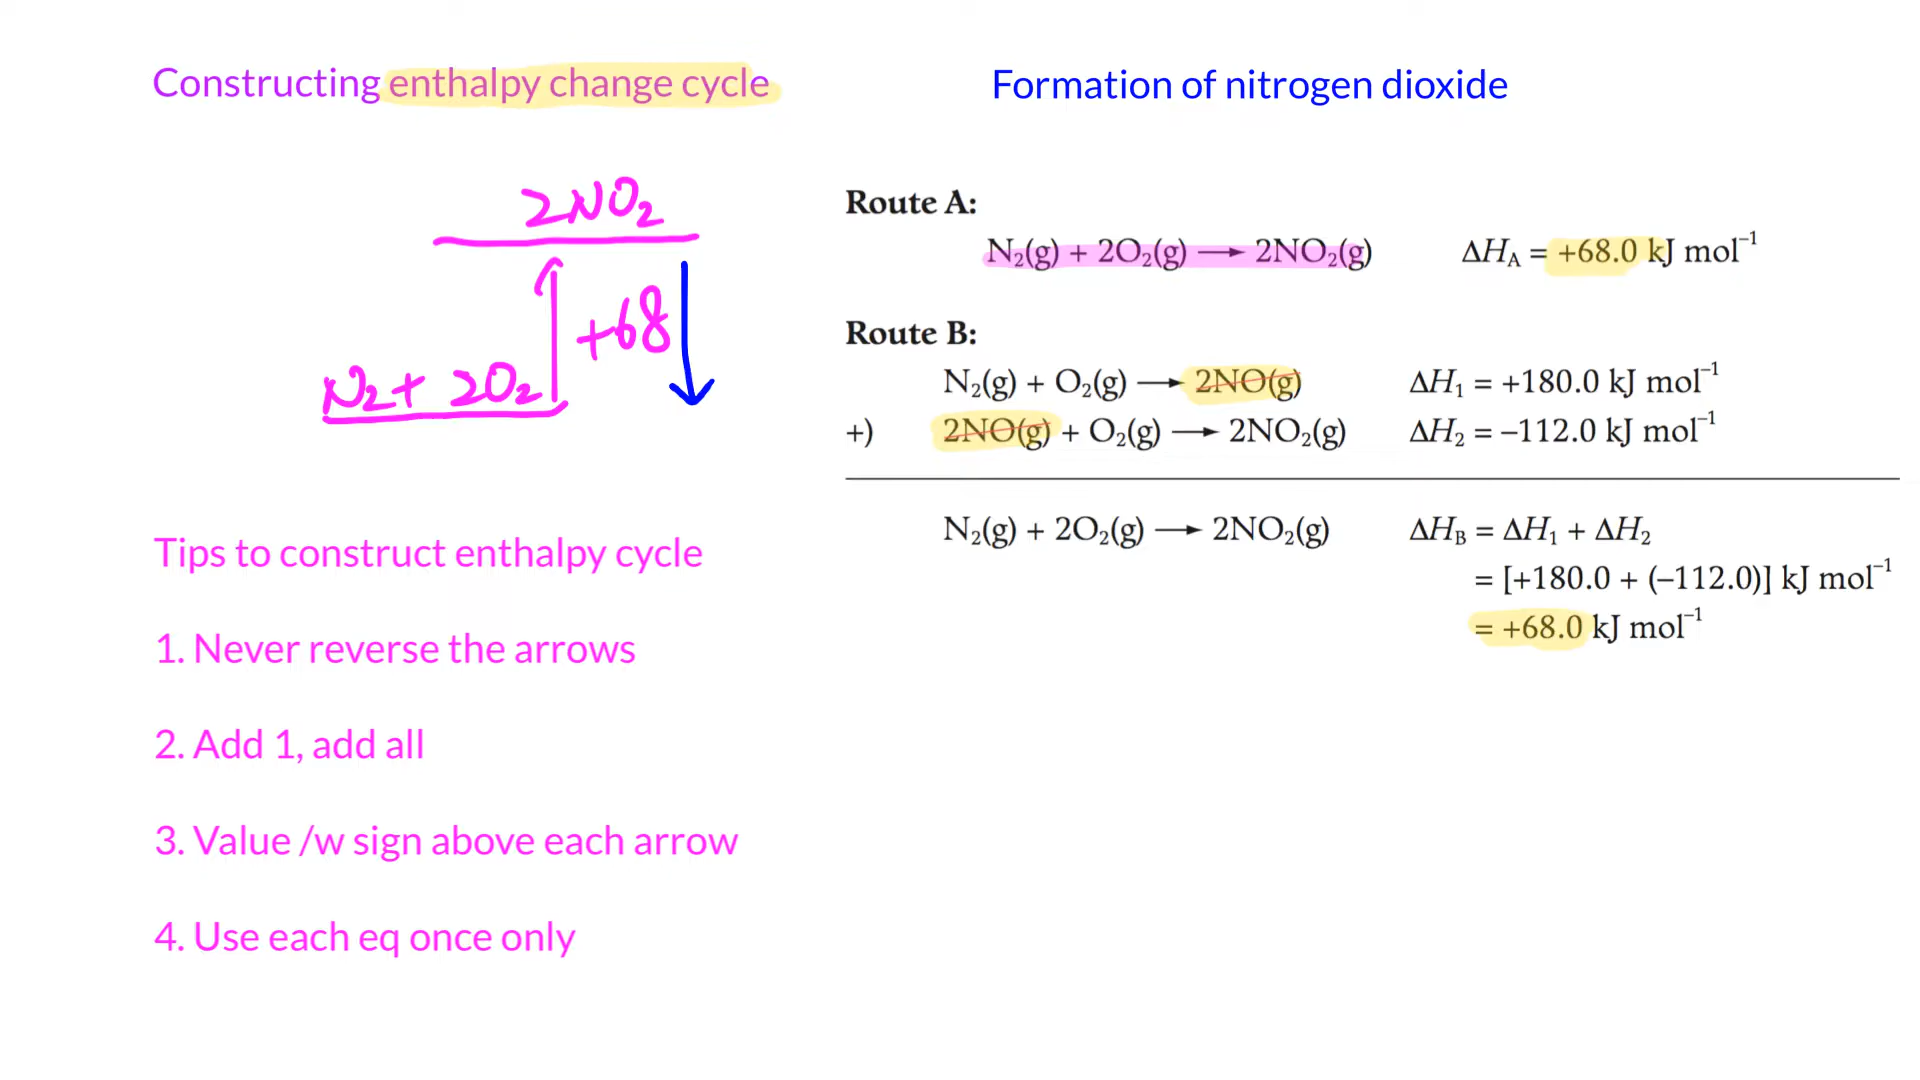 Constructing enthalpy change cycle
Formation of nitrogen dioxide
2NO₂
+68
N₂ + 2O₂
Route A:
N₂(g) + 2O₂(g) ⟶ 2NO₂(g) ΔH_A = +68.0 kJ mol⁻¹
Route B:
N₂(g) + O₂(g) ⟶ 2NO(g) ΔH₁ = +180.0 kJ mol⁻¹
+) 2NO(g) + O₂(g) ⟶ 2NO₂(g) ΔH₂ = –112.0 kJ mol⁻¹
N₂(g) + 2O₂(g) ⟶ 2NO₂(g) ΔH_B = ΔH₁ + ΔH₂
= [+180.0 + (–112.0)] kJ mol⁻¹
= +68.0 kJ mol⁻¹
Tips to construct enthalpy cycle
1. Never reverse the arrows
2. Add 1, add all
3. Value /w sign above each arrow
4. Use each eq once only